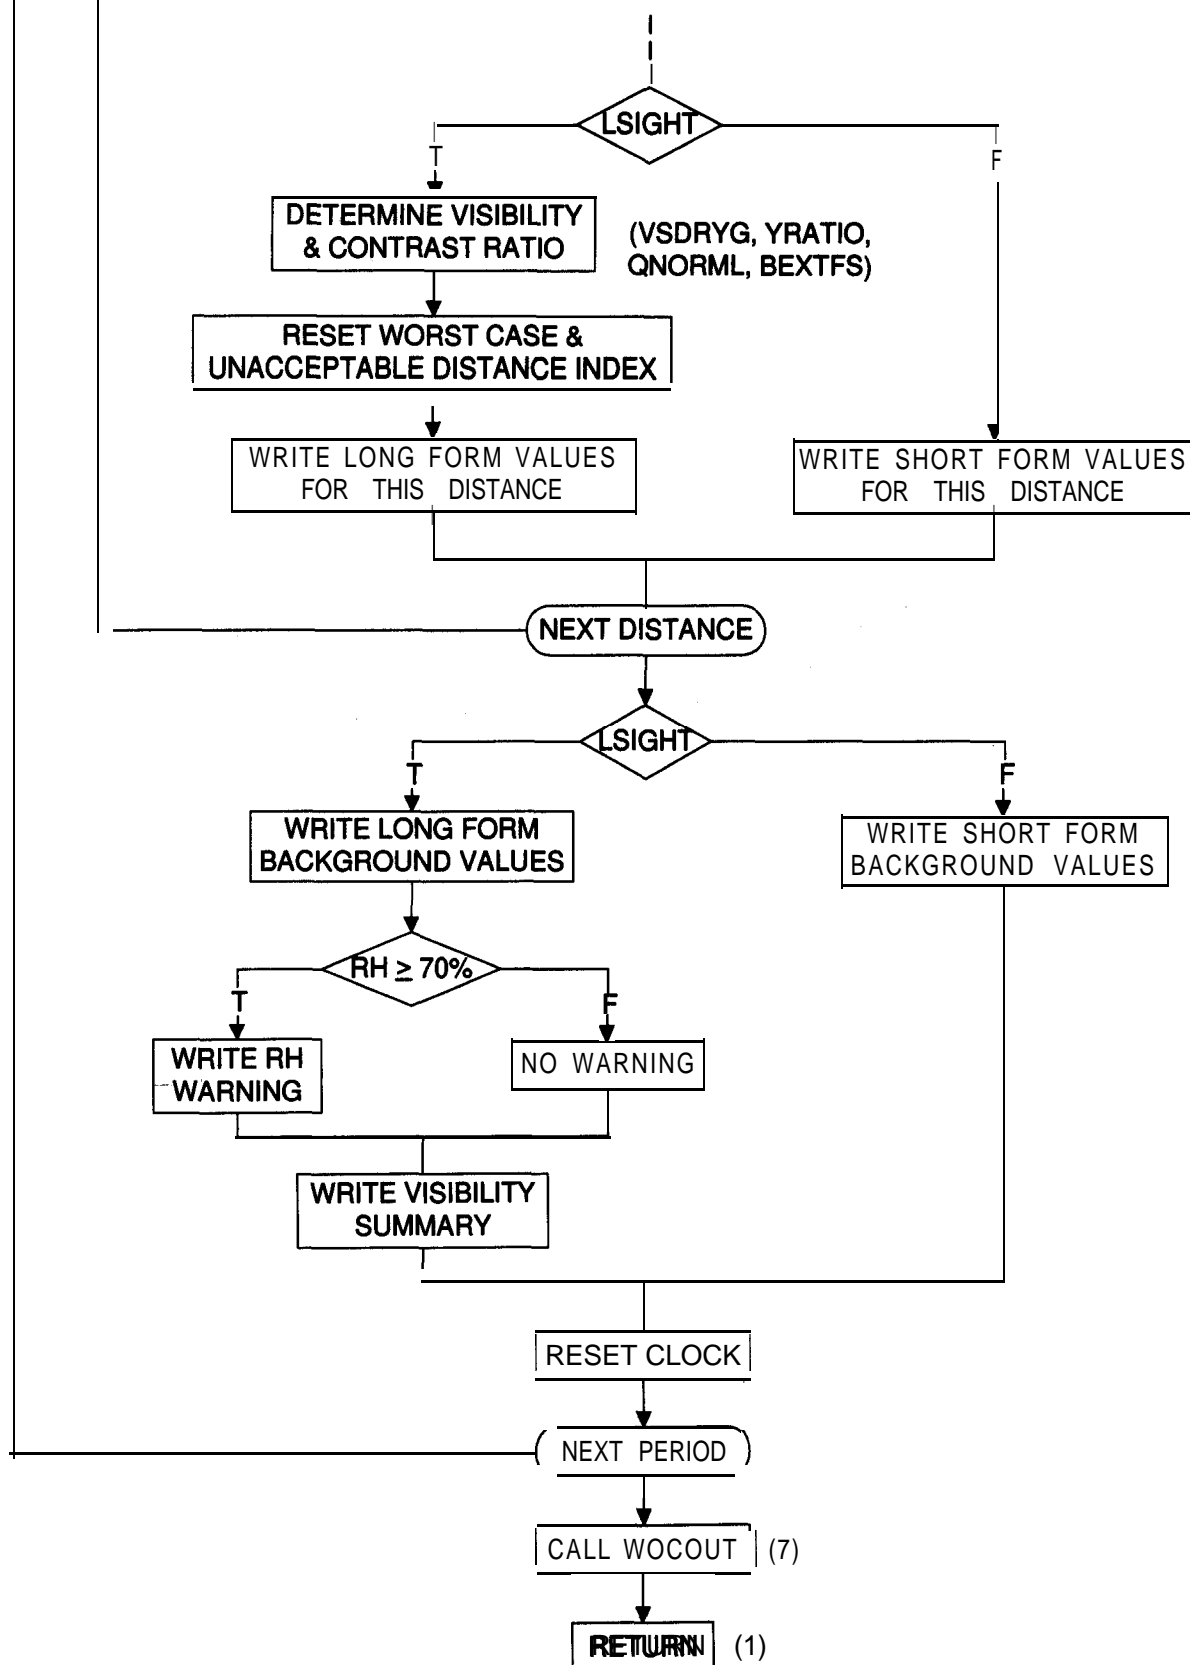 LSIGHT
T
F
DETERMINE VISIBILITY
& CONTRAST RATIO
(VSDRYG, YRATIO,
QNORML, BEXTFS)
RESET WORST CASE &
UNACCEPTABLE DISTANCE INDEX
WRITE LONG FORM VALUES
FOR THIS DISTANCE
WRITE SHORT FORM VALUES
FOR THIS DISTANCE
NEXT DISTANCE
LSIGHT
T
F
WRITE LONG FORM
BACKGROUND VALUES
WRITE SHORT FORM
BACKGROUND VALUES
RH ≥ 70%
T
F
WRITE RH
WARNING
NO WARNING
WRITE VISIBILITY
SUMMARY
RESET CLOCK
NEXT PERIOD
CALL WOCOUT (7)
RETURN (1)